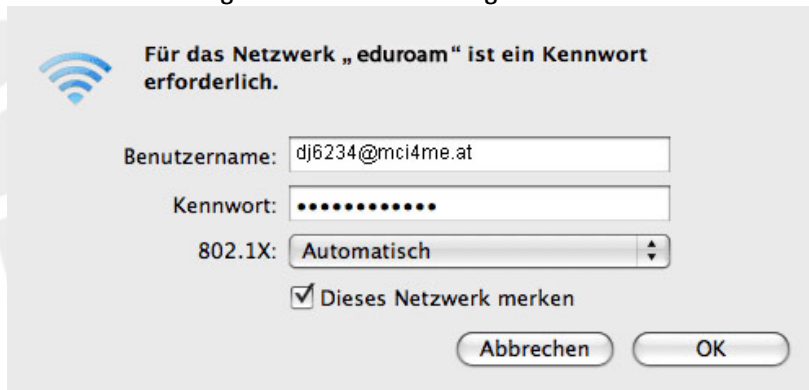 Für das Netzwerk „eduroam“ ist ein Kennwort
erforderlich.
Benutzername: dj6234@mci4me.at
Kennwort: ••••••••••••
802.1X: Automatisch
Dieses Netzwerk merken
Abbrechen OK